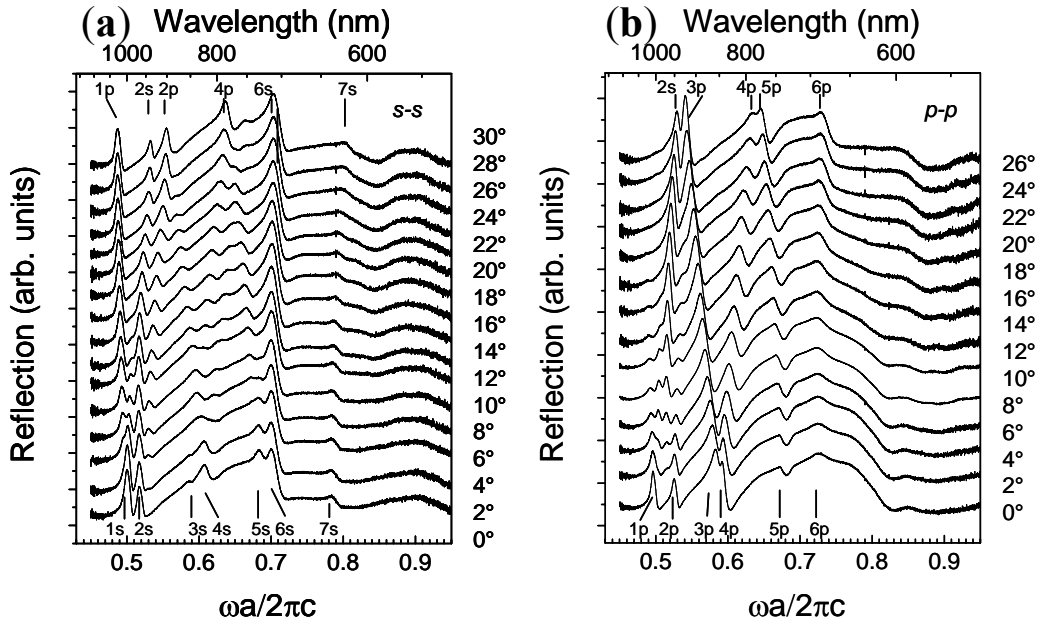 (a) Wavelength (nm)
1000 800 600
1p 2s 2p 4p 6s 7s
s-s
Reflection (arb. units)
30°
28°
26°
24°
22°
20°
18°
16°
14°
12°
10°
8°
6°
4°
2°
0°
1s 2s 3s 4s 5s 6s 7s
0.5 0.6 0.7 0.8 0.9
ωa/2πc
(b) Wavelength (nm)
1000 800 600
2s 3p 4p 5p 6p
p-p
Reflection (arb. units)
26°
24°
22°
20°
18°
16°
14°
12°
10°
8°
6°
4°
2°
0°
1p 2p 3p 4p 5p 6p
0.5 0.6 0.7 0.8 0.9
ωa/2πc